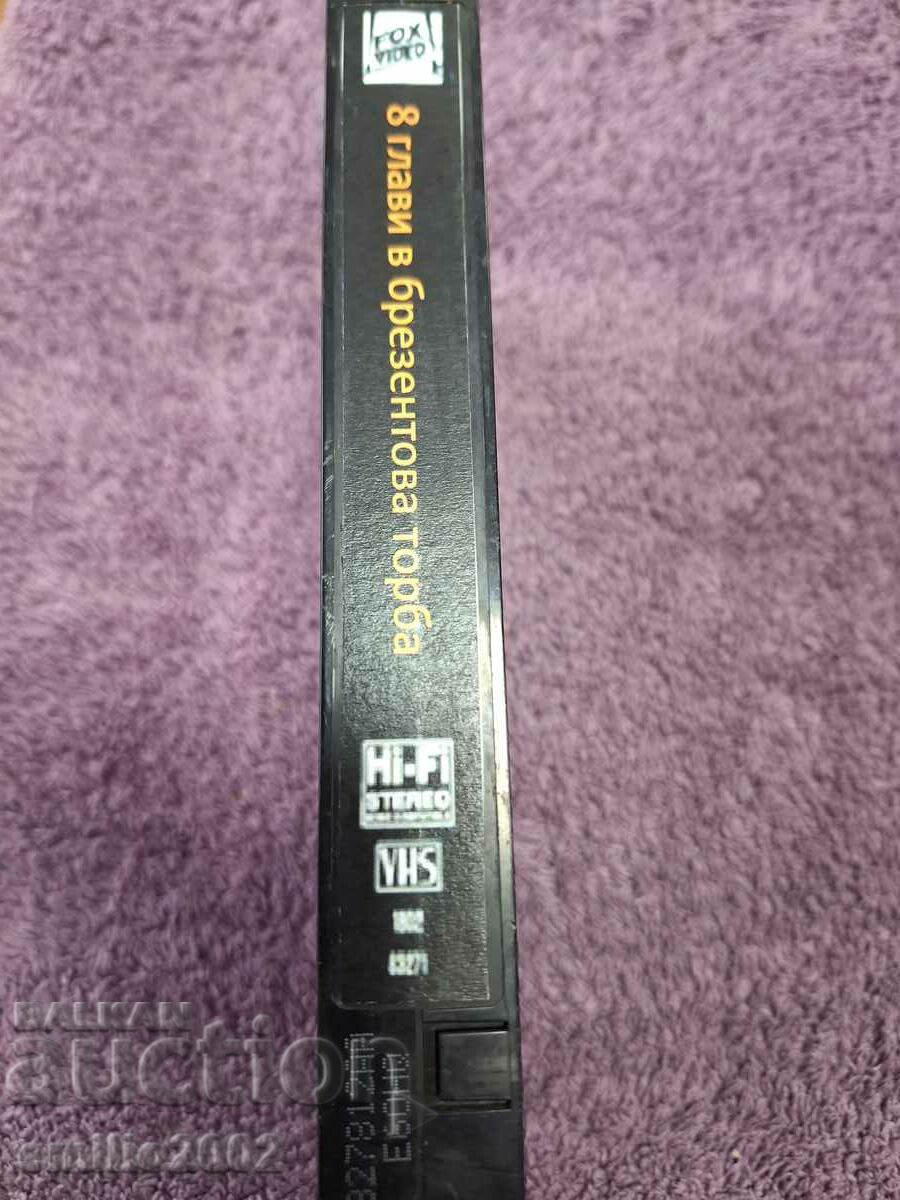 FOX
VIDEO
8 глави в брезентова торба
Hi-Fi
STEREO
VHS
BALKAN
auction
emilio2002